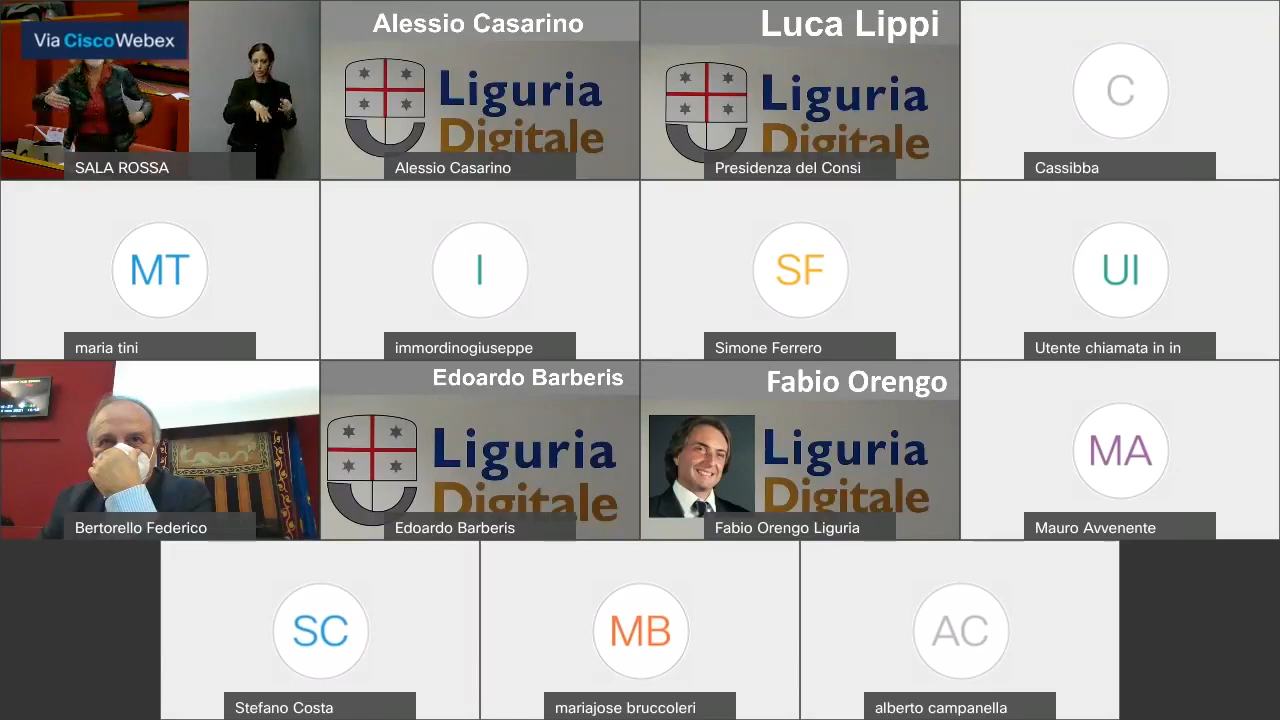 Via Cisco Webex
SALA ROSSA
Alessio Casarino
Liguria
Digitale
Alessio Casarino
Luca Lippi
Liguria
Digitale
Presidenza del Consi
C
Cassibba
MT
maria tini
I
immordinogiuseppe
SF
Simone Ferrero
UI
Utente chiamata in in
Bertorello Federico
Edoardo Barberis
Liguria
Digitale
Edoardo Barberis
Fabio Orengo
Liguria
Digitale
Fabio Orengo Liguria
MA
Mauro Avvenente
SC
Stefano Costa
MB
mariajose bruccoleri
AC
alberto campanella